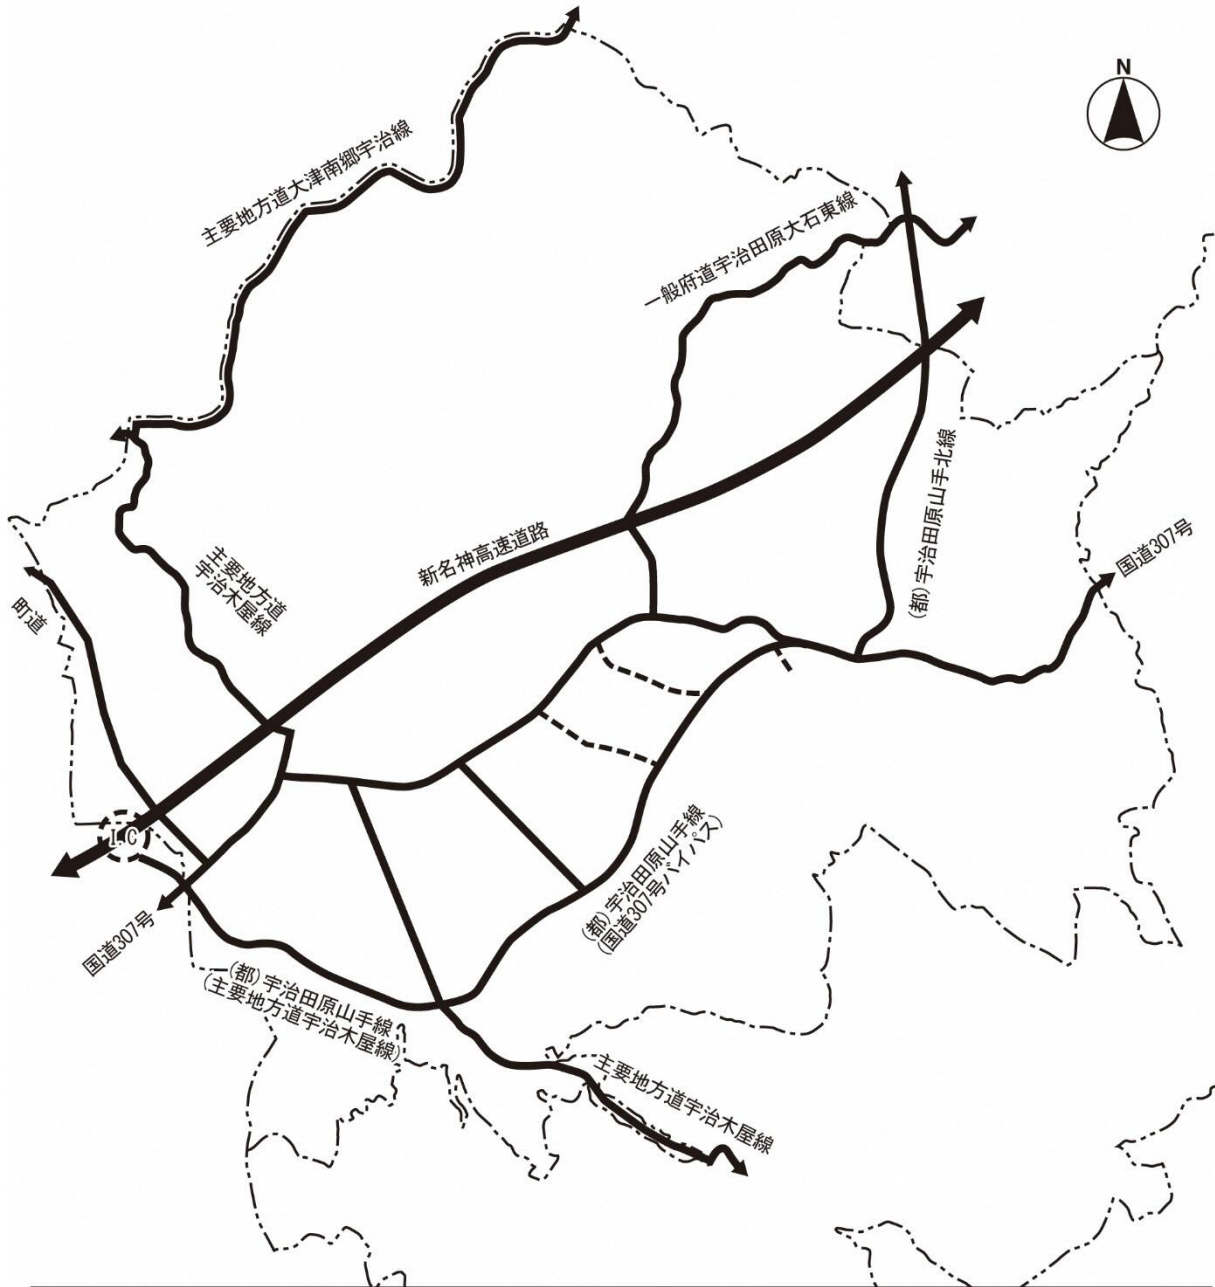 N
主要地方道大津南郷宇治線
一般府道宇治田原大石東線
(都)宇治田原山手北線
国道307号
新名神高速道路
主要地方道
宇治木屋線
町道
I.C
国道307号
(都)宇治田原山手線
(国道307号バイパス)
(都)宇治田原山手線
(主要地方道宇治木屋線)
主要地方道宇治木屋線